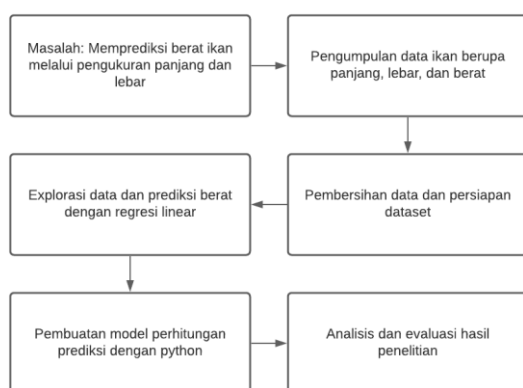 Masalah: Memprediksi berat ikan
melalui pengukuran panjang dan
lebar
Pengumpulan data ikan berupa
panjang, lebar, dan berat
Pembersihan data dan persiapan
dataset
Explorasi data dan prediksi berat
dengan regresi linear
Pembuatan model perhitungan
prediksi dengan python
Analisis dan evaluasi hasil
penelitian